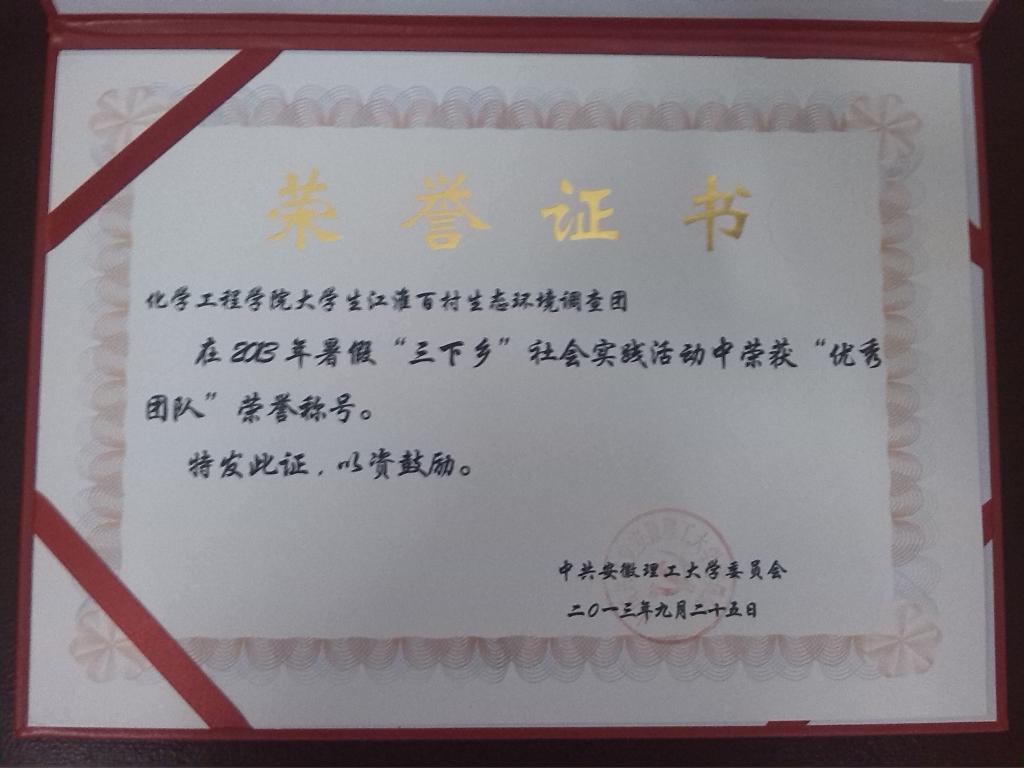 荣誉证书
化学工程学院大学生江淮百村生态环境调查团
在 2013 年暑假“三下乡”社会实践活动中荣获“优秀
团队”荣誉称号。
特发此证，以资鼓励。
中共安徽理工大学委员会
二〇一三年九月二十五日